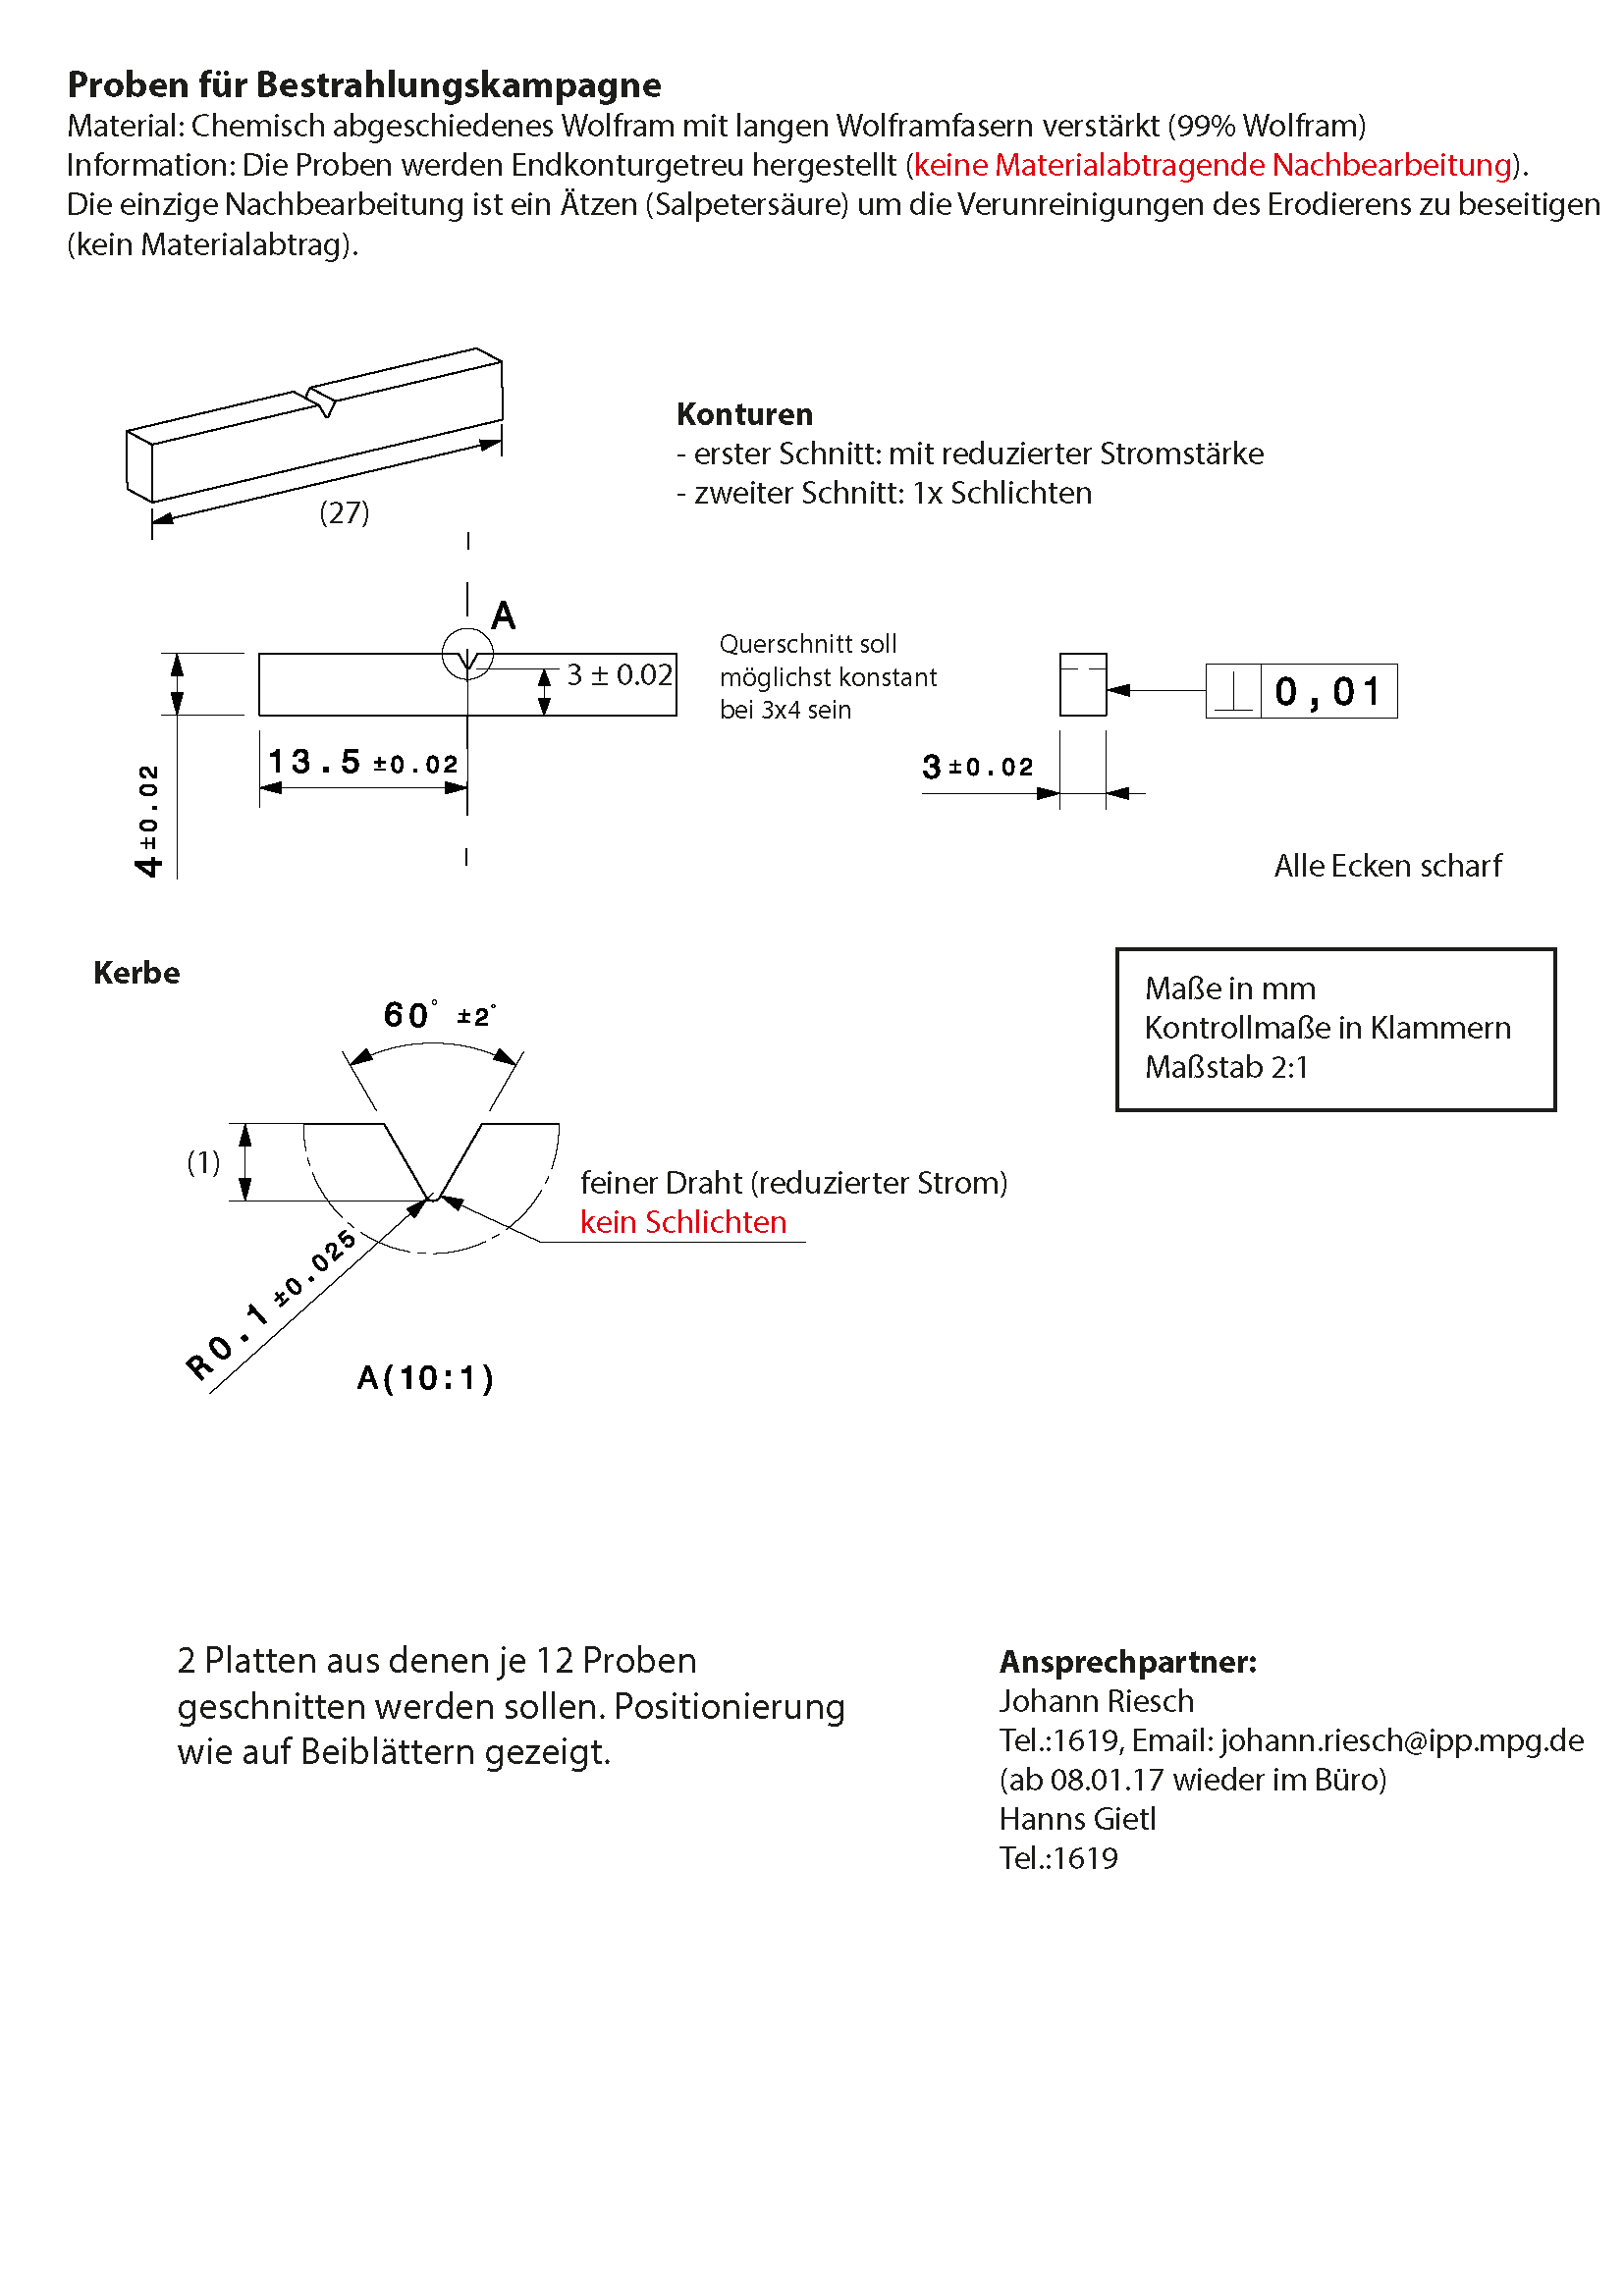 Proben für Bestrahlungskampagne
Material: Chemisch abgeschiedenes Wolfram mit langen Wolframfasern verstärkt (99% Wolfram)
Information: Die Proben werden Endkonturgetreu hergestellt (keine Materialabtragende Nachbearbeitung).
Die einzige Nachbearbeitung ist ein Ätzen (Salpetersäure) um die Verunreinigungen des Erodierens zu beseitigen
(kein Materialabtrag).
Konturen
- erster Schnitt: mit reduzierter Stromstärke
- zweiter Schnitt: 1x Schlichten
(27)
A
3 ± 0.02
Querschnitt soll
möglichst konstant
bei 3x4 sein
⊥ 0,01
13.5 ±0.02
3 ±0.02
4 ±0.02
Alle Ecken scharf
Kerbe
60° ±2°
Maße in mm
Kontrollmaße in Klammern
Maßstab 2:1
(1)
feiner Draht (reduzierter Strom)
kein Schlichten
R0.1 ±0.025
A(10:1)
2 Platten aus denen je 12 Proben
geschnitten werden sollen. Positionierung
wie auf Beiblättern gezeigt.
Ansprechpartner:
Johann Riesch
Tel.:1619, Email: johann.riesch@ipp.mpg.de
(ab 08.01.17 wieder im Büro)
Hanns Gietl
Tel.:1619